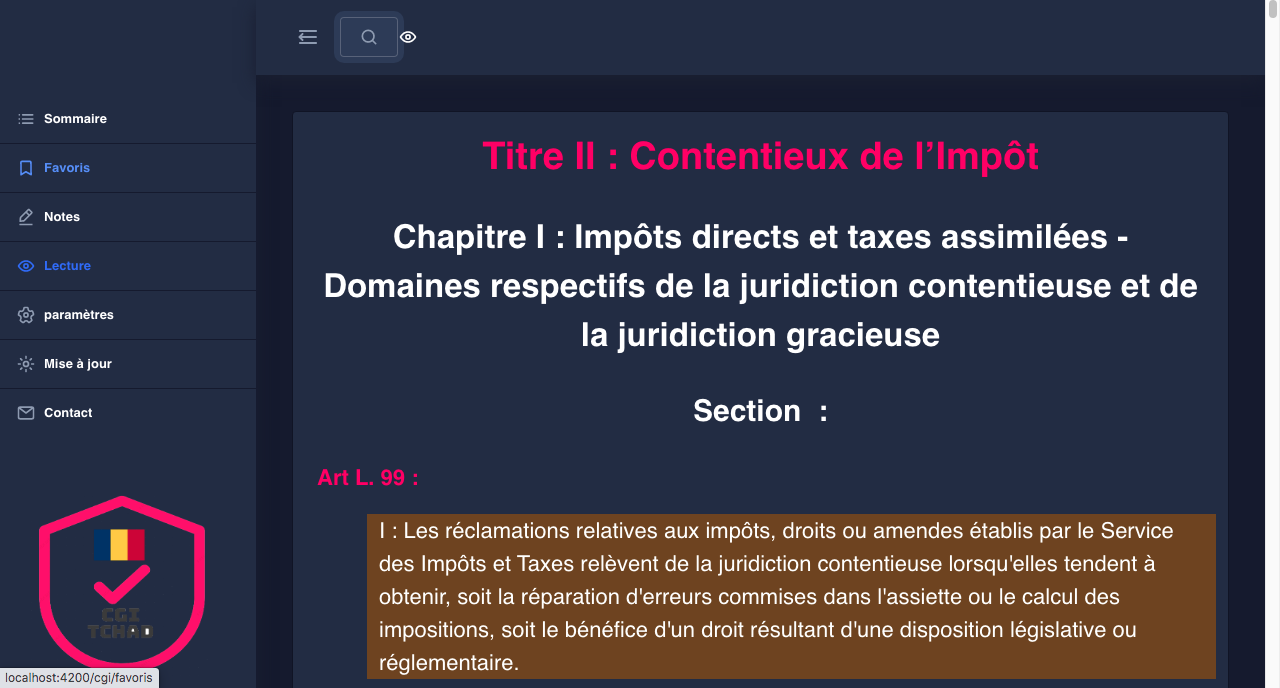 Sommaire
Favoris
Notes
Lecture
paramètres
Mise à jour
Contact
CGI
TCHAD
localhost:4200/cgi/favoris
Titre II : Contentieux de l’Impôt
Chapitre I : Impôts directs et taxes assimilées -
Domaines respectifs de la juridiction contentieuse et de
la juridiction gracieuse
Section :
Art L. 99 :
I : Les réclamations relatives aux impôts, droits ou amendes établis par le Service
des Impôts et Taxes relèvent de la juridiction contentieuse lorsqu'elles tendent à
obtenir, soit la réparation d'erreurs commises dans l'assiette ou le calcul des
impositions, soit le bénéfice d'un droit résultant d'une disposition législative ou
réglementaire.